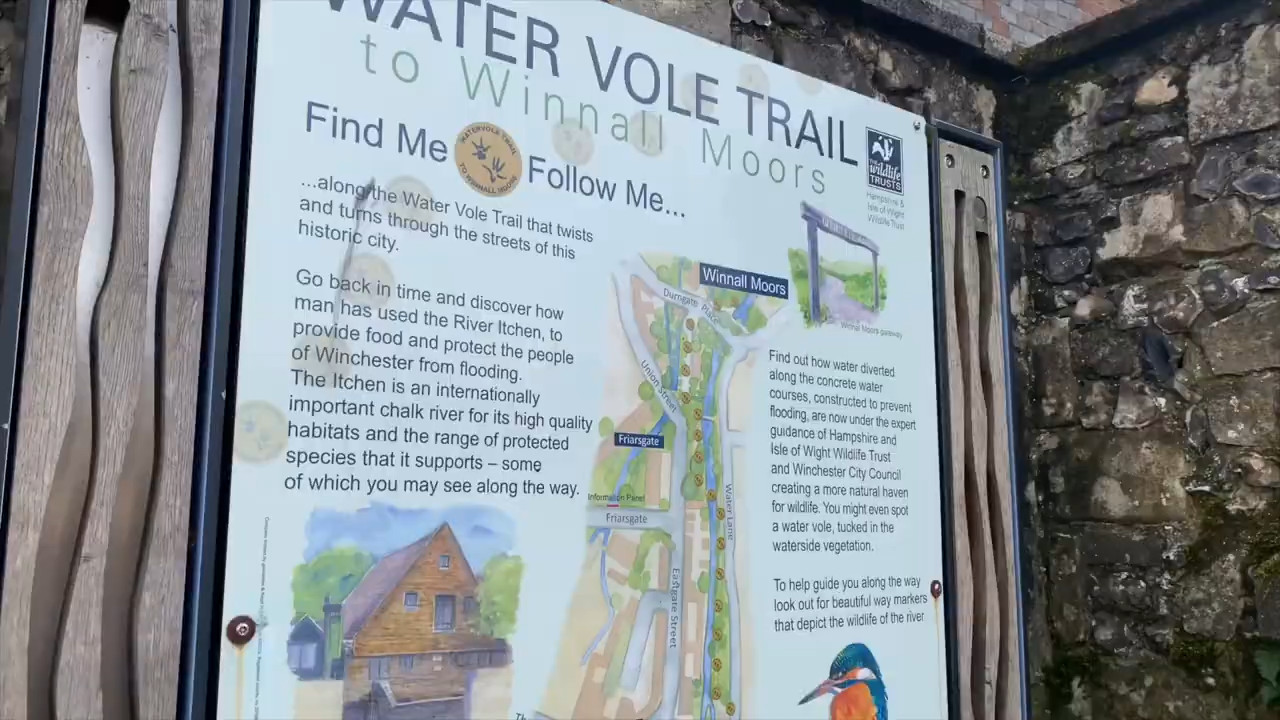 WATER VOLE TRAIL
to Winnall Moors
Find Me
WATERVOLE TRAIL
TO WINNALL MOORS
Follow Me...
The
wildlife
TRUSTS
Hampshire &
Isle of Wight
Wildlife Trust
...along the Water Vole Trail that twists
and turns through the streets of this
historic city.
Go back in time and discover how
man has used the River Itchen, to
provide food and protect the people
of Winchester from flooding.
The Itchen is an internationally
important chalk river for its high quality
habitats and the range of protected
species that it supports – some
of which you may see along the way.
Winnall Moors
Durngate Place
Winnall Moors gateway
Union Street
Friarsgate
Information Panel
Friarsgate
Water Lane
Eastgate Street
Find out how water diverted
along the concrete water
courses, constructed to prevent
flooding, are now under the expert
guidance of Hampshire and
Isle of Wight Wildlife Trust
and Winchester City Council
creating a more natural haven
for wildlife. You might even spot
a water vole, tucked in the
waterside vegetation.
To help guide you along the way
look out for beautiful way markers
that depict the wildlife of the river